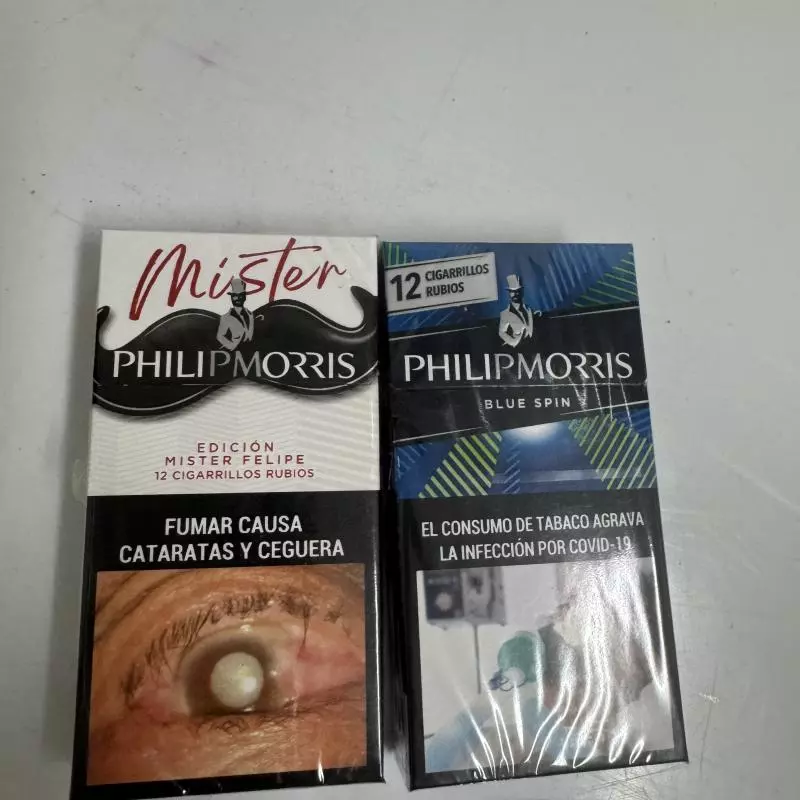 Mister
PHILIPMORRIS
EDICIÓN
MISTER FELIPE
12 CIGARRILLOS RUBIOS
FUMAR CAUSA
CATARATAS Y CEGUERA
12 CIGARRILLOS
RUBIOS
PHILIPMORRIS
BLUE SPIN
EL CONSUMO DE TABACO AGRAVA
LA INFECCIÓN POR COVID-19